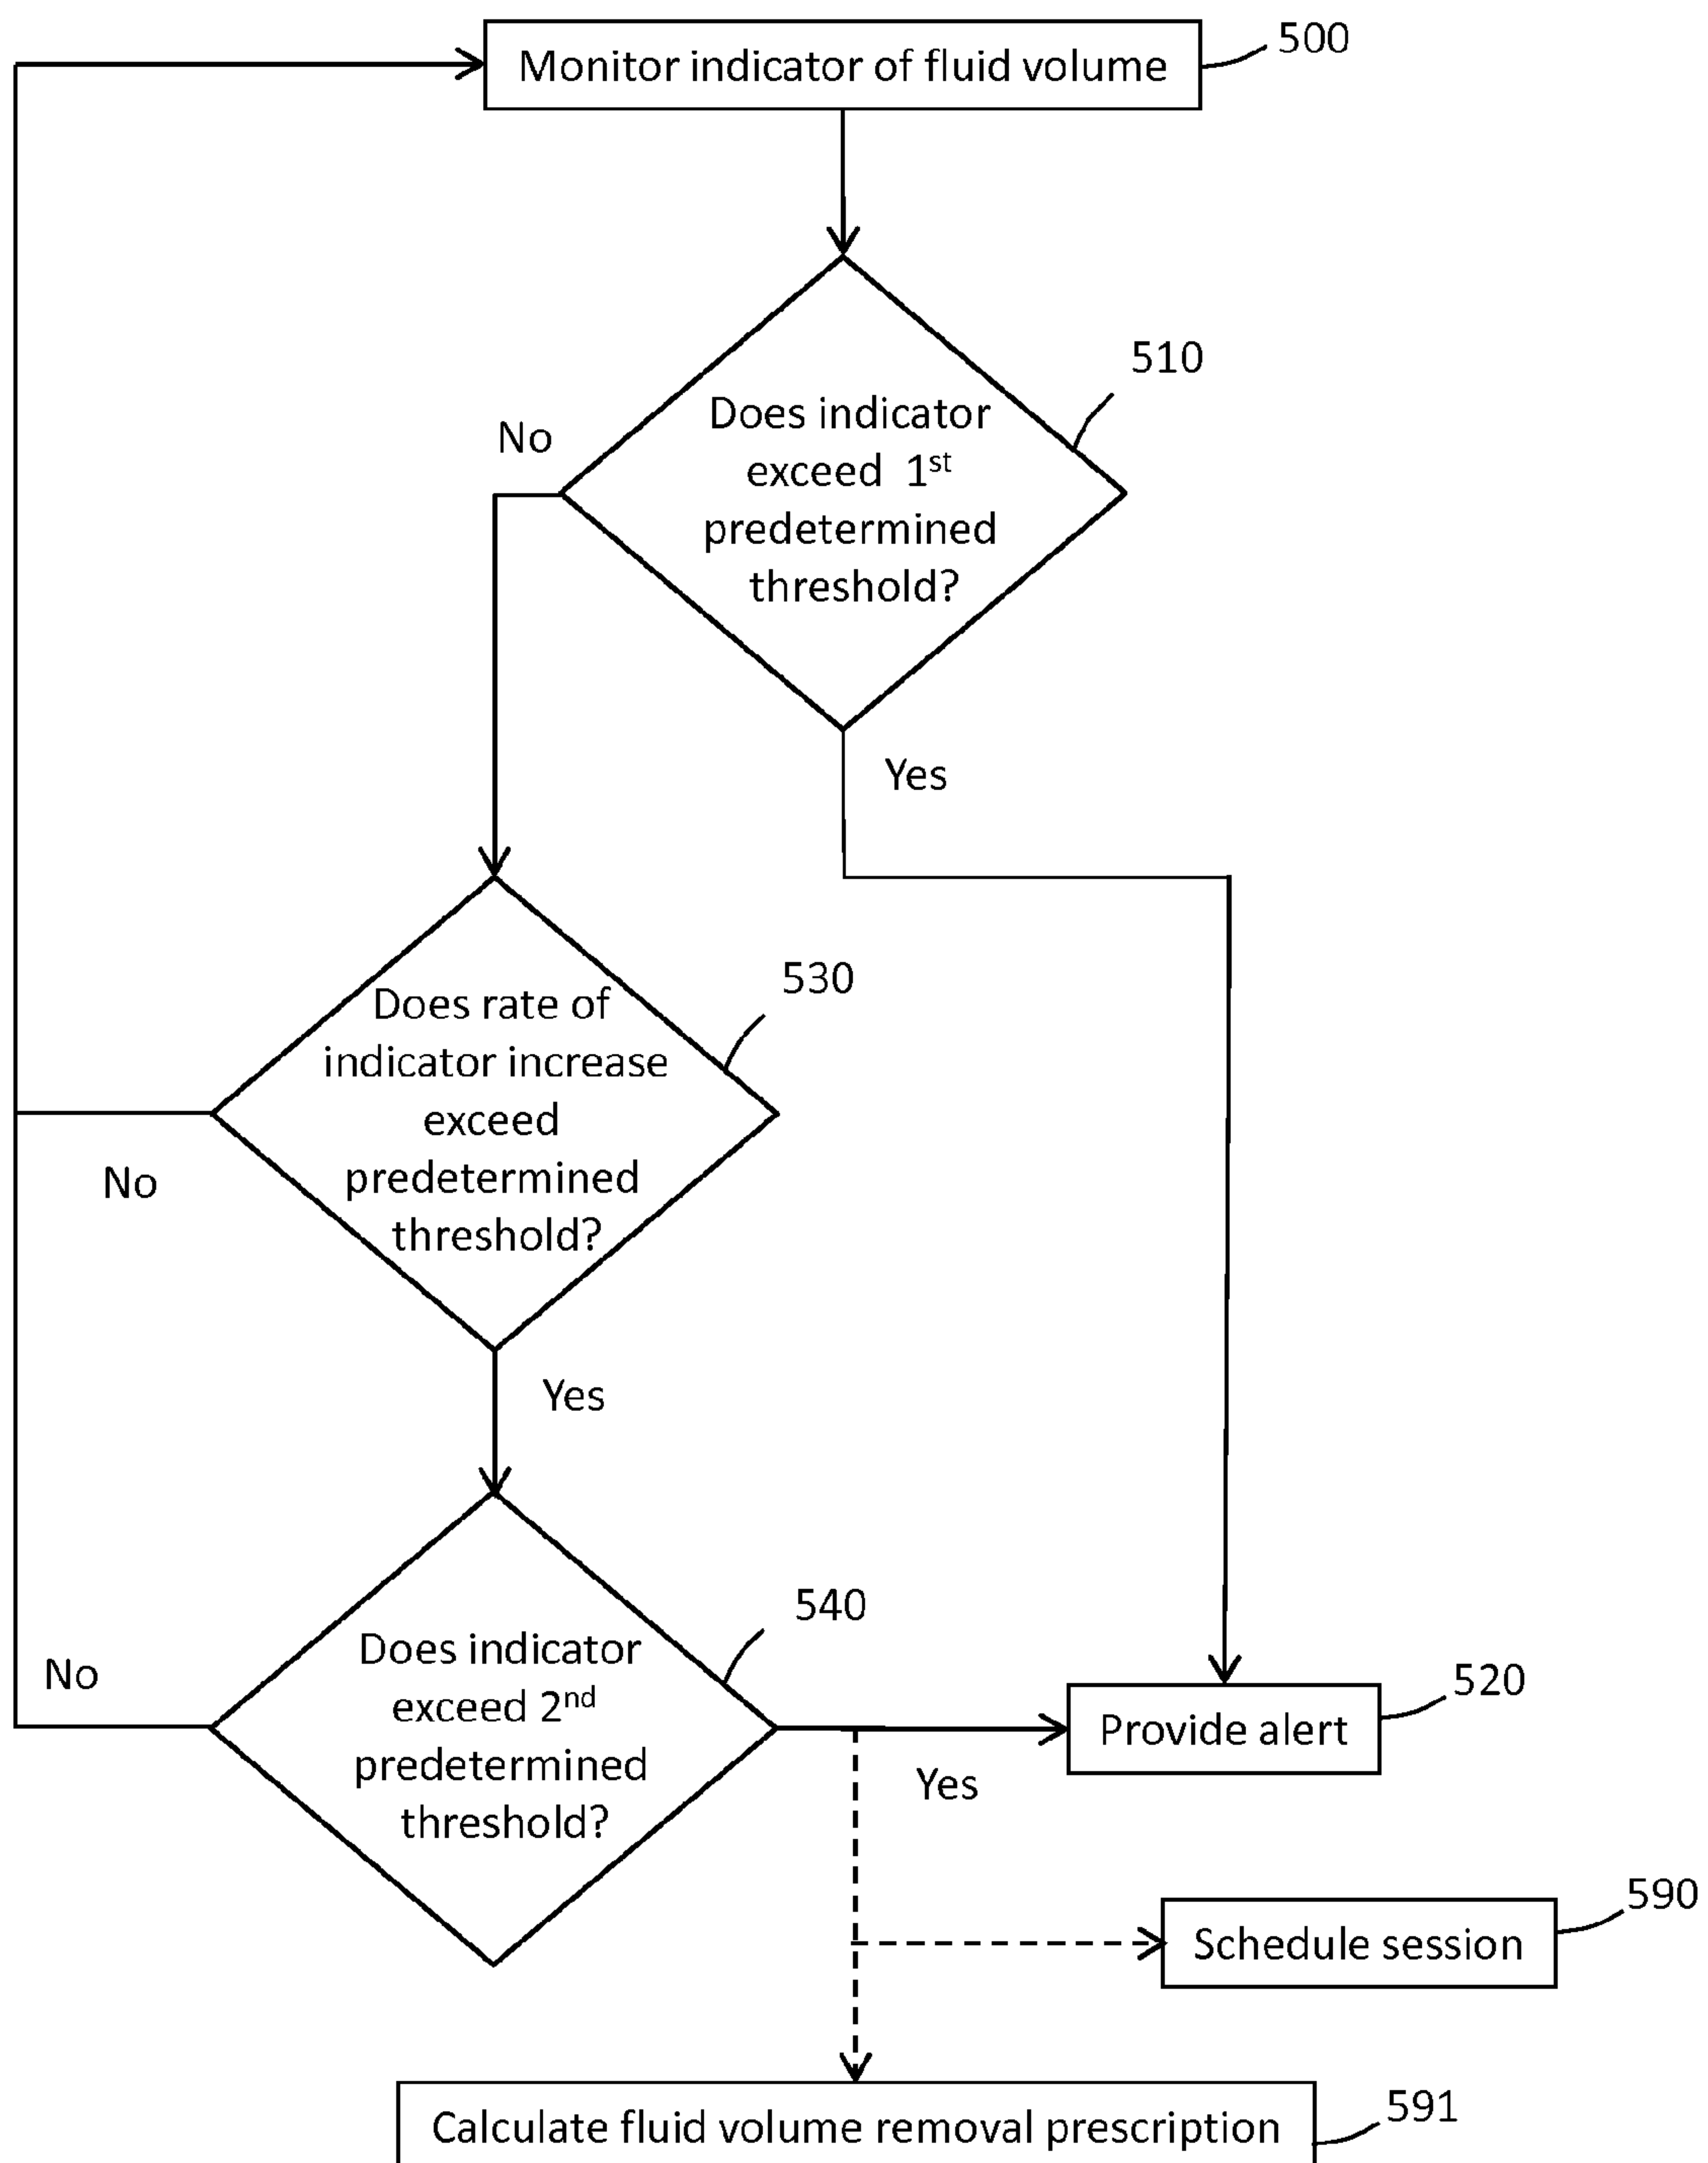 Monitor indicator of fluid volume
500
510
Does indicator
exceed 1st
predetermined
threshold?
No
Yes
530
Does rate of
indicator increase
exceed
predetermined
threshold?
No
Yes
540
Does indicator
exceed 2nd
predetermined
threshold?
No
Yes
520
Provide alert
590
Schedule session
591
Calculate fluid volume removal prescription